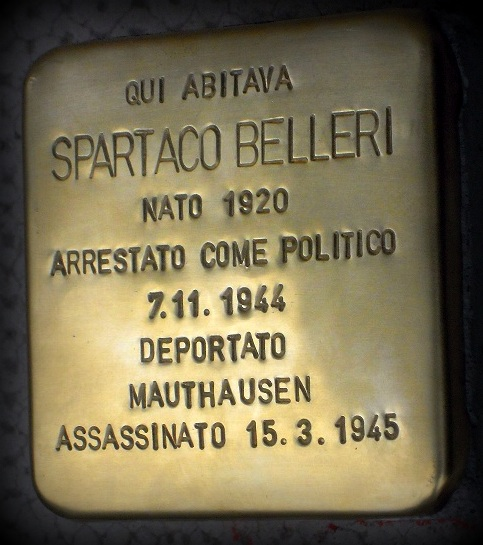 QUI ABITAVA
SPARTACO BELLERI
NATO 1920
ARRESTATO COME POLITICO
7.11. 1944
DEPORTATO
MAUTHAUSEN
ASSASSINATO 15. 3. 1945